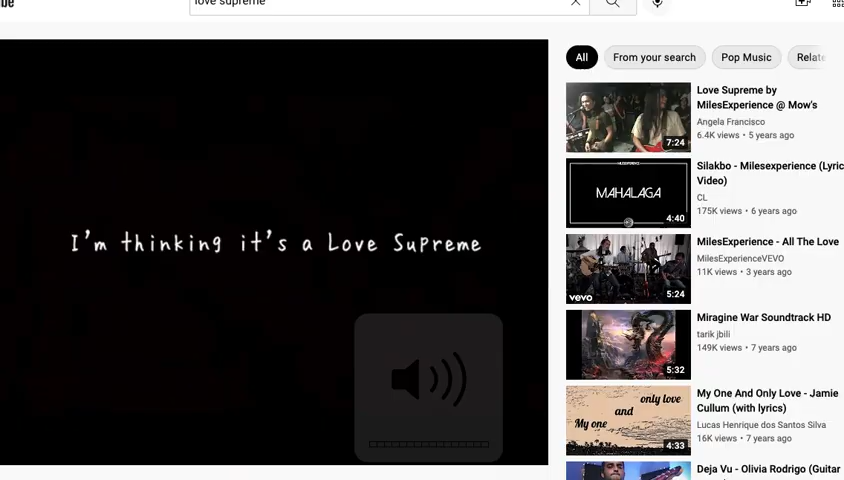 be
love supreme
All
From your search
Pop Music
Relate
I'm thinking it's a Love Supreme
7:24
Love Supreme by
MilesExperience @ Mow's
Angela Francisco
6.4K views • 5 years ago
MAHALAGA
4:40
Silakbo - Milesexperience (Lyric
Video)
CL
175K views • 6 years ago
vevo
5:24
MilesExperience - All The Love
MilesExperienceVEVO
11K views • 3 years ago
5:32
Miragine War Soundtrack HD
tarik jbili
149K views • 7 years ago
only love
and
My one
4:33
My One And Only Love - Jamie
Cullum (with lyrics)
Lucas Henrique dos Santos Silva
16K views • 7 years ago
Deja Vu - Olivia Rodrigo (Guitar